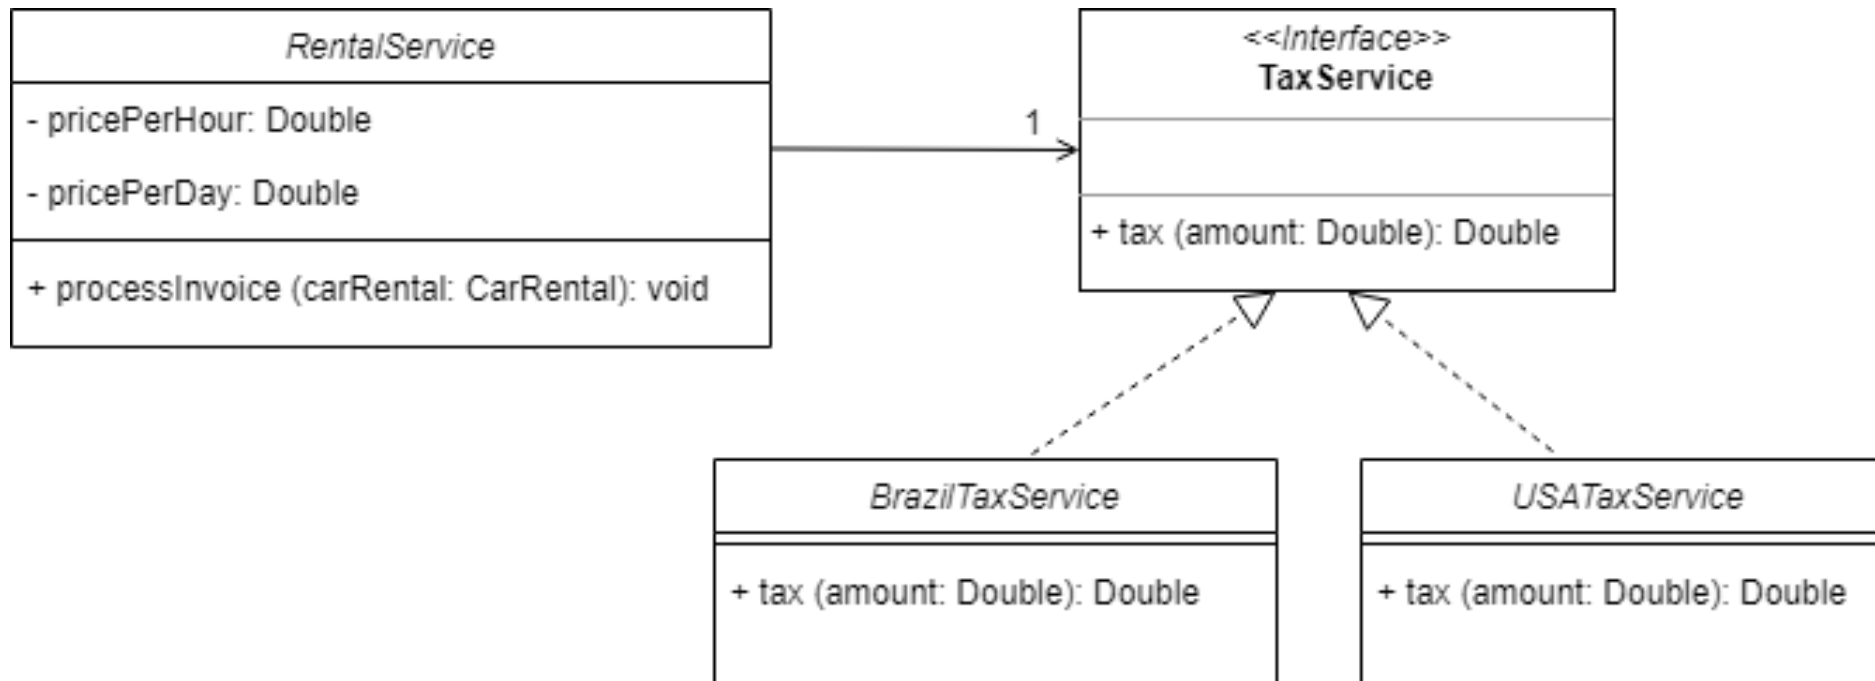 RentalService
- pricePerHour: Double
- pricePerDay: Double
+ processInvoice (carRental: CarRental): void
1
<<Interface>>
TaxService
+ tax (amount: Double): Double
BrazilTaxService
+ tax (amount: Double): Double
USATaxService
+ tax (amount: Double): Double